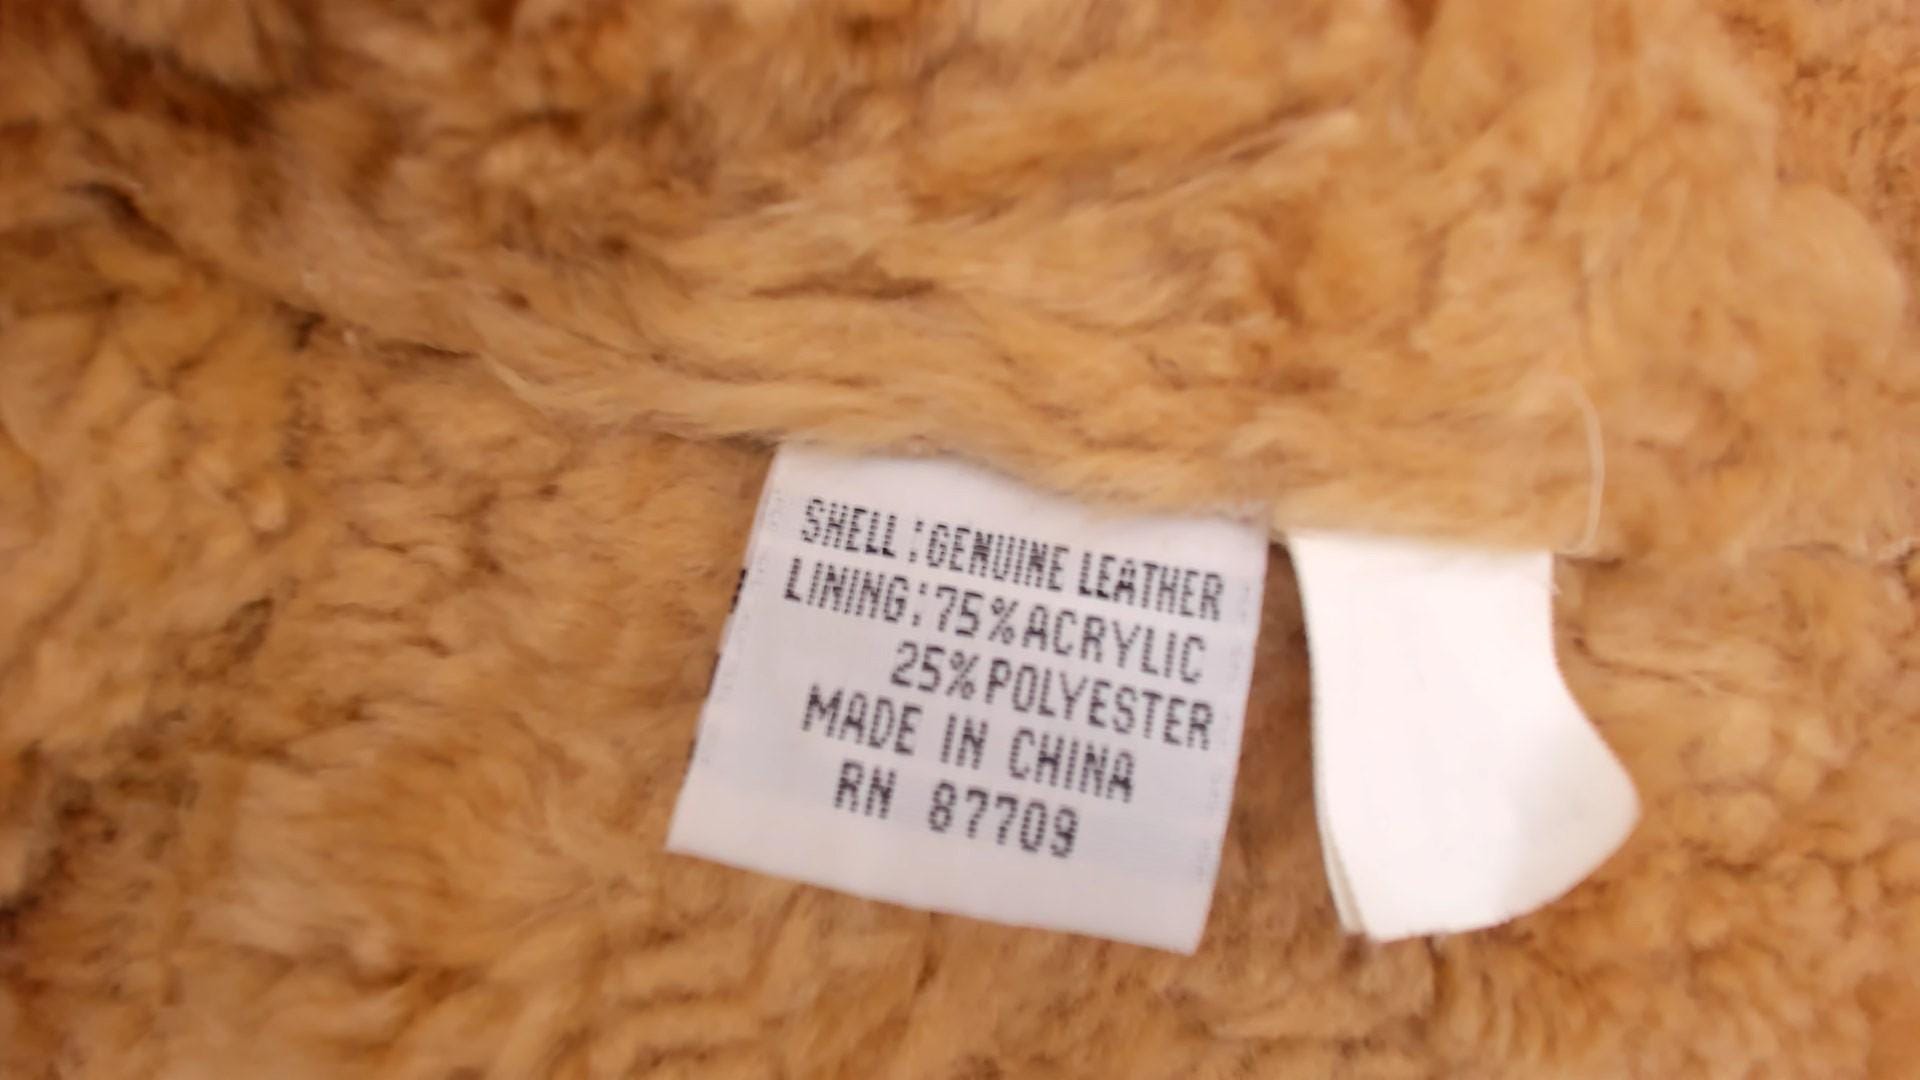 SHELL:GENUINE LEATHER
LINING:75%ACRYLIC
25%POLYESTER
MADE IN CHINA
RN 87709